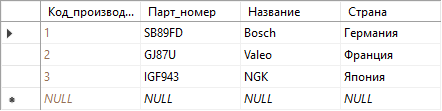 Код_производ... Парт_номер Название Страна
1 SB89FD Bosch Германия
2 GJ87U Valeo Франция
3 IGF943 NGK Япония
NULL NULL NULL NULL